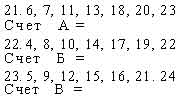 21. 6, 7, 11, 13, 18, 20, 23
Счет А =
22. 4, 8, 10, 14, 17, 19, 22
Счет Б =
23. 5, 9, 12, 15, 16, 21. 24
Счет В =